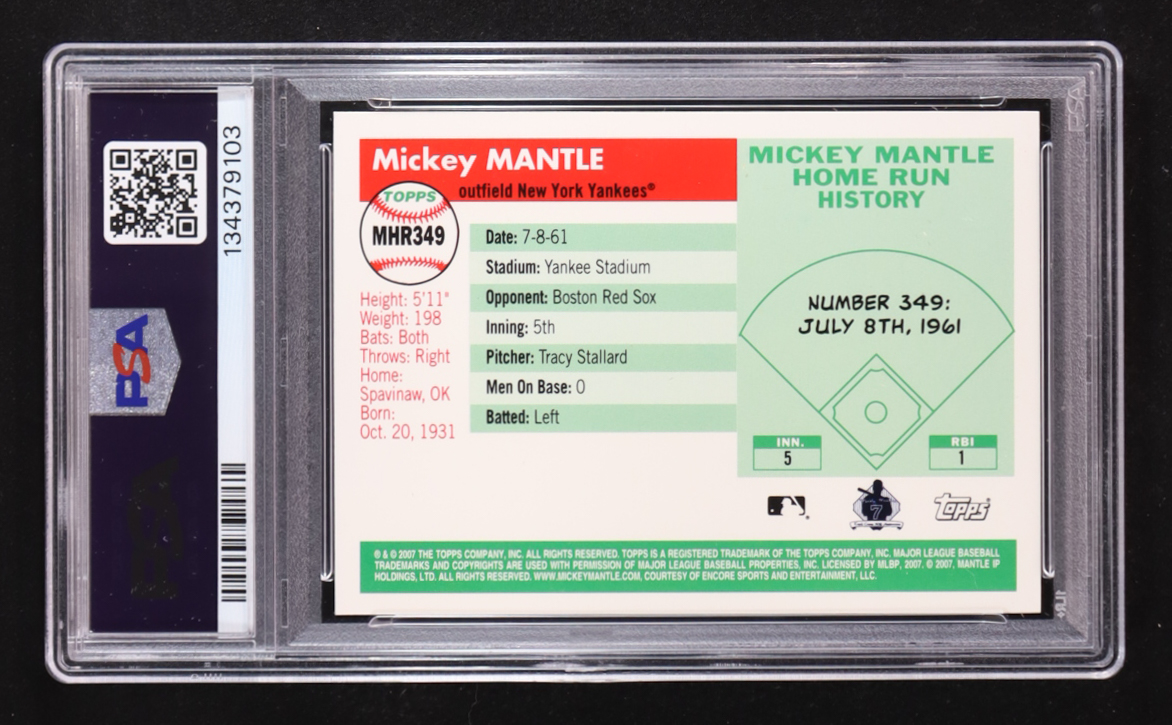 134379103
PSA
PSA
Mickey MANTLE
outfield New York Yankees®
TOPPS
MHR349
Height: 5'11"
Weight: 198
Bats: Both
Throws: Right
Home:
Spavinaw, OK
Born:
Oct. 20, 1931
Date: 7-8-61
Stadium: Yankee Stadium
Opponent: Boston Red Sox
Inning: 5th
Pitcher: Tracy Stallard
Men On Base: 0
Batted: Left
MICKEY MANTLE
HOME RUN
HISTORY
NUMBER 349:
JULY 8TH, 1961
INN.
5
RBI
1
7
topps®
® & © 2007 THE TOPPS COMPANY, INC. ALL RIGHTS RESERVED. TOPPS IS A REGISTERED TRADEMARK OF THE TOPPS COMPANY, INC. MAJOR LEAGUE BASEBALL
TRADEMARKS AND COPYRIGHTS ARE USED WITH PERMISSION OF MAJOR LEAGUE BASEBALL PROPERTIES, INC. LICENSED BY MLBP, 2007. © 2007, MANTLE IP
HOLDINGS, LTD. ALL RIGHTS RESERVED. WWW.MICKEYMANTLE.COM, COURTESY OF ENCORE SPORTS AND ENTERTAINMENT, LLC.
PSA